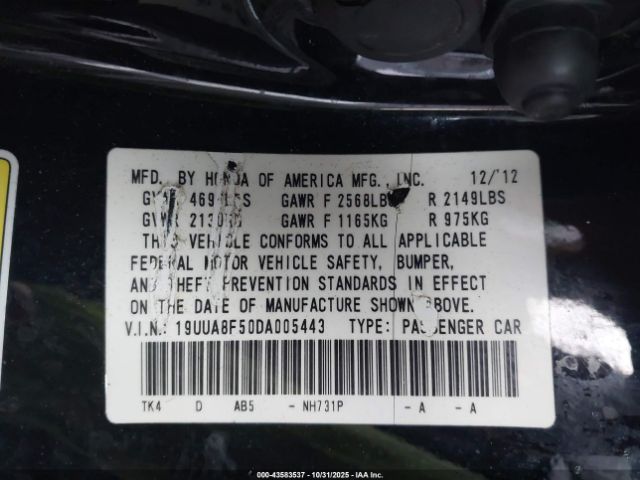 MFD. BY HONDA OF AMERICA MFG., INC. 12/'12
GAWR F 2568LBS R 2149LBS
GAWR F 1165KG R 975KG
THIS VEHICLE CONFORMS TO ALL APPLICABLE
FEDERAL MOTOR VEHICLE SAFETY, BUMPER,
AND THEFT PREVENTION STANDARDS IN EFFECT
ON THE DATE OF MANUFACTURE SHOWN ABOVE.
V.I.N.: 19UUA8F50DA005443 TYPE: PASSENGER CAR
TK4 D AB5 - NH731P - A - A
000-43583537 - 10/31/2025 - IAA Inc.